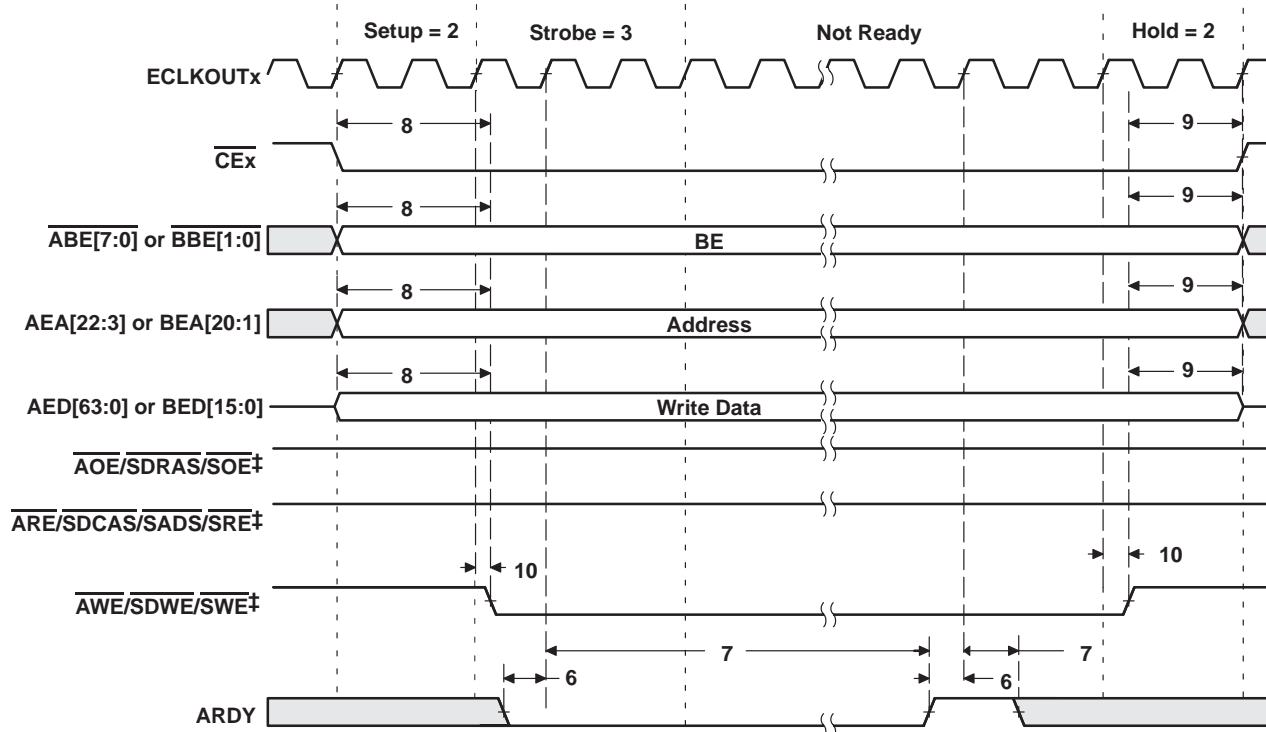 Setup = 2 Strobe = 3 Not Ready Hold = 2
ECLKOUTx
8 9
CEx
8 9
ABE[7:0] or BBE[1:0] BE
8 9
AEA[22:3] or BEA[20:1] Address
8 9
AED[63:0] or BED[15:0] Write Data
AOE/SDRAS/SOE‡
ARE/SDCAS/SADS/SRE‡
10 10
AWE/SDWE/SWE‡
7 7
6 6
ARDY